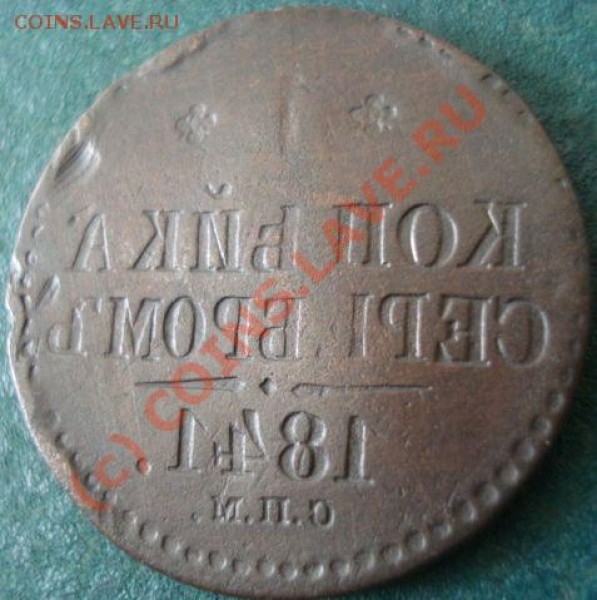 COINS.LAVE.RU
1
КОПѢЙКА
СЕРЕБРОМЪ
1841.
С.П.М.
(c) COINS.LAVE.RU